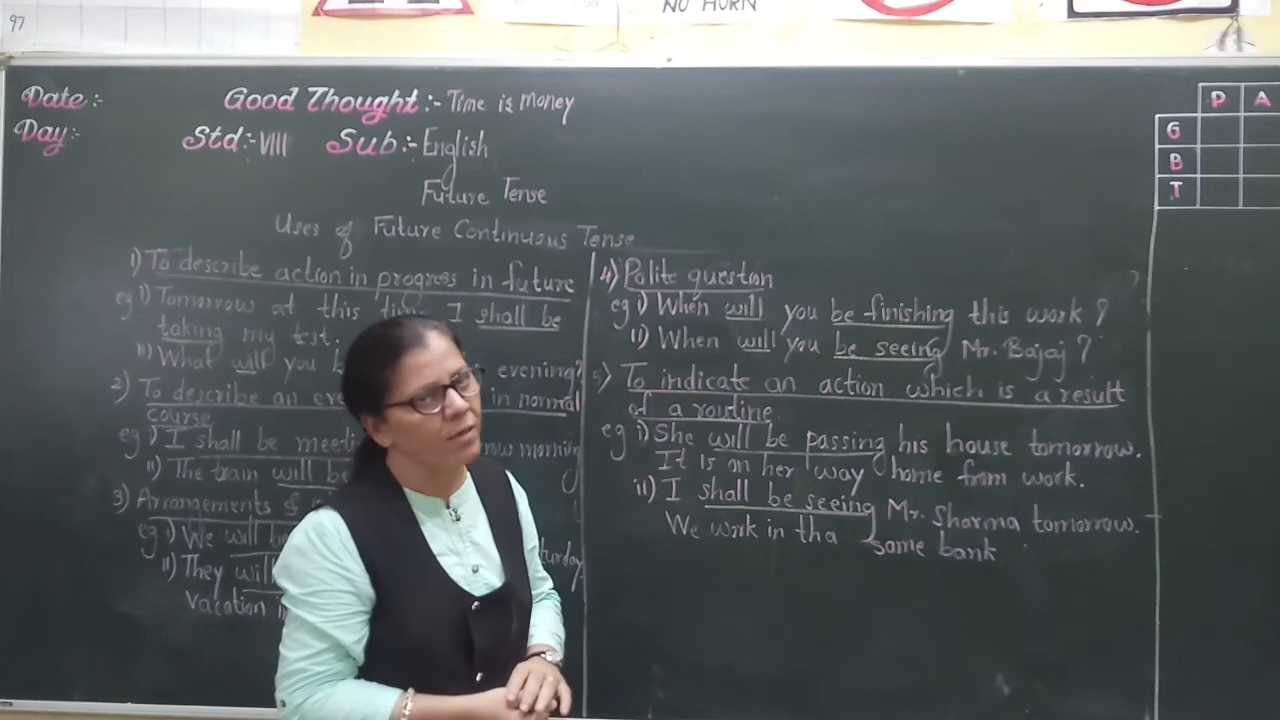 97
NO HORN
Date:-
Good Thought:- Time is Money
Day:-
Std:- VIII Sub:- English
P A
G
B
T
Future Tense
Uses of Future Continuous Tense
1) To describe action in progress in future
eg i) Tomorrow at this I shall be
taking my test.
ii) What will you evening?
2) To describe an in normal
course
eg i) I shall be morning
ii) The train will be
3) Arrangements
eg i) We will
ii) They will
vacation
4) Polite question
eg i) When will you be finishing this work?
ii) When will you be seeing Mr. Bajaj?
5) To indicate an action which is a result
of a routine.
eg i) She will be passing his house tomorrow.
It is on her way home from work.
ii) I shall be seeing Mr. Sharma tomorrow.
We work in tha same bank